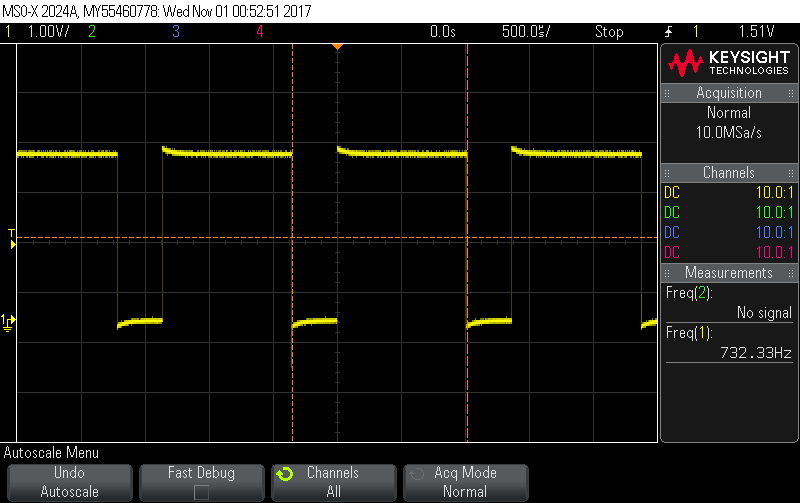 MSO-X 2024A, MY55460778: Wed Nov 01 00:52:51 2017
1 1.00V/ 2 3 4 0.0s 500.0㎲/ Stop 1 1.51V
KEYSIGHT
TECHNOLOGIES
Acquisition
Normal
10.0MSa/s
Channels
DC 10.0:1
DC 10.0:1
DC 10.0:1
DC 10.0:1
Measurements
Freq(2):
No signal
Freq(1):
732.33Hz
T
1
Autoscale Menu
Undo
Autoscale
Fast Debug
Channels
All
Acq Mode
Normal